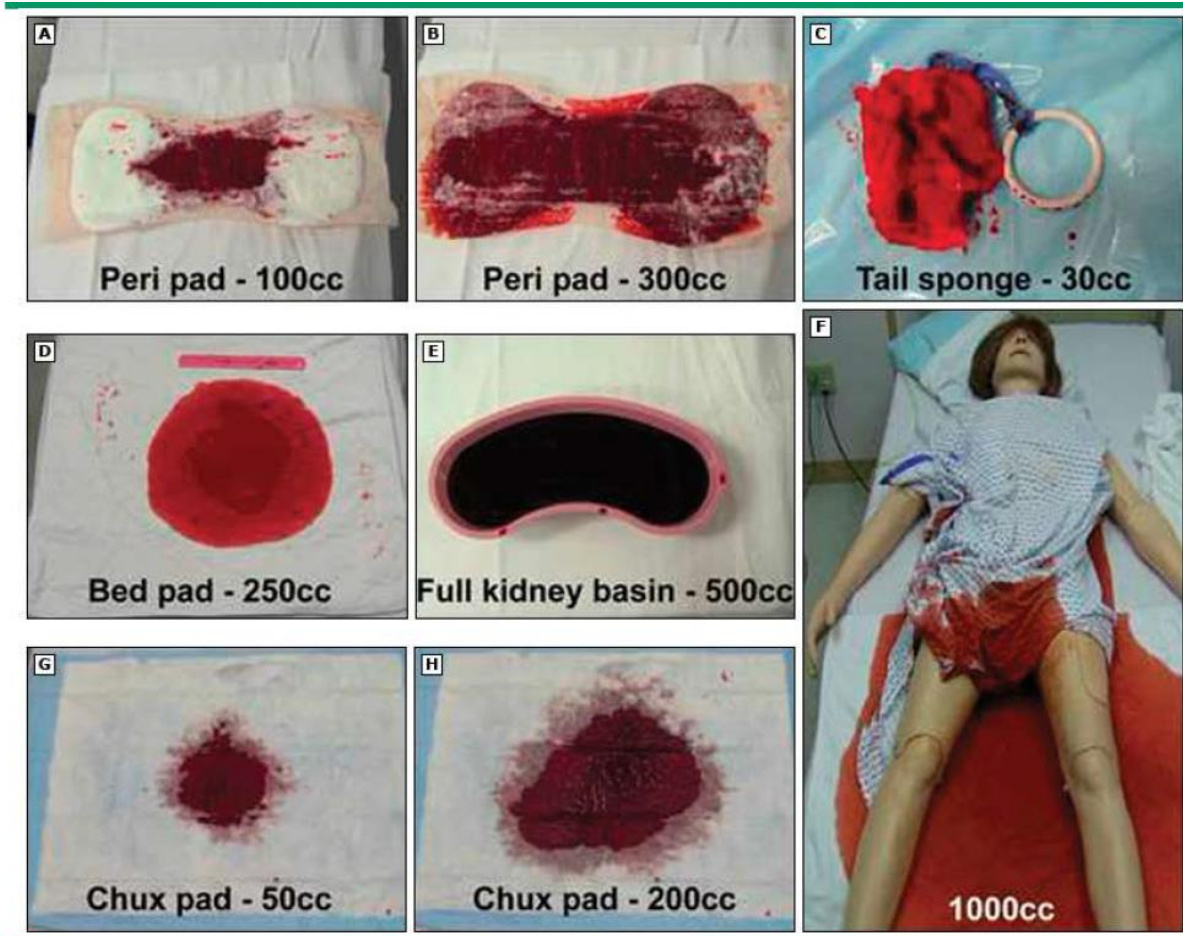 A
Peri pad - 100cc
B
Peri pad - 300cc
C
Tail sponge - 30cc
D
Bed pad - 250cc
E
Full kidney basin - 500cc
F
1000cc
G
Chux pad - 50cc
H
Chux pad - 200cc